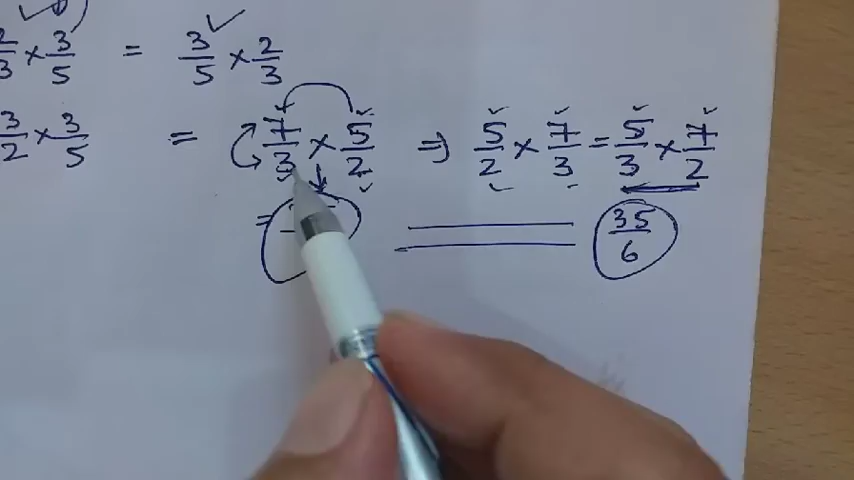 2/3 × 3/5 = 3/5 × 2/3
3/2 × 3/5 = 7/3 × 5/2 ⇒ 5/2 × 7/3 = 5/3 × 7/2
= 35/6